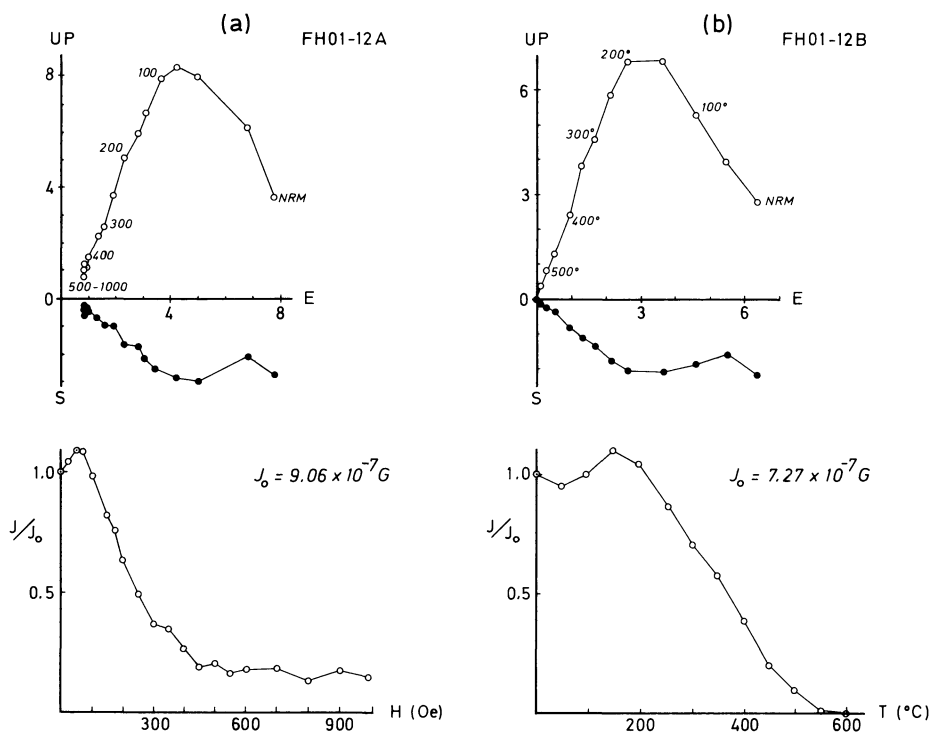 (a)
UP
FH01-12A
8
100
200
4
NRM
300
400
500-1000
0
4
8
E
S
(b)
UP
FH01-12B
200°
6
100°
300°
3
NRM
400°
500°
0
3
6
E
S
1.0
J₀ = 9.06 x 10⁻⁷ G
J/J₀
0.5
300
600
900
H (Oe)
1.0
J₀ = 7.27 x 10⁻⁷ G
J/J₀
0.5
200
400
600
T (°C)